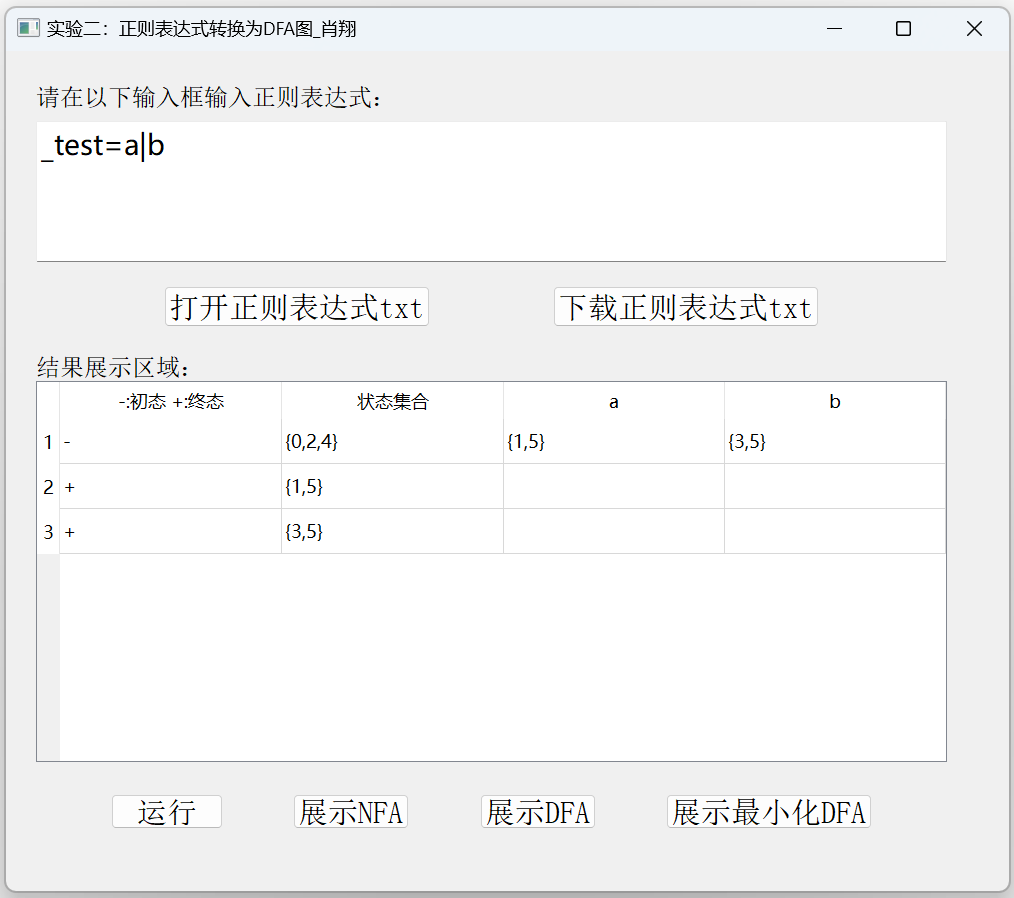 实验二：正则表达式转换为DFA图_肖翔
请在以下输入框输入正则表达式：
_test=a|b
打开正则表达式txt 下载正则表达式txt
结果展示区域：
-:初态 +:终态 状态集合 a b
1 - {0,2,4} {1,5} {3,5}
2 + {1,5}
3 + {3,5}
运行 展示NFA 展示DFA 展示最小化DFA